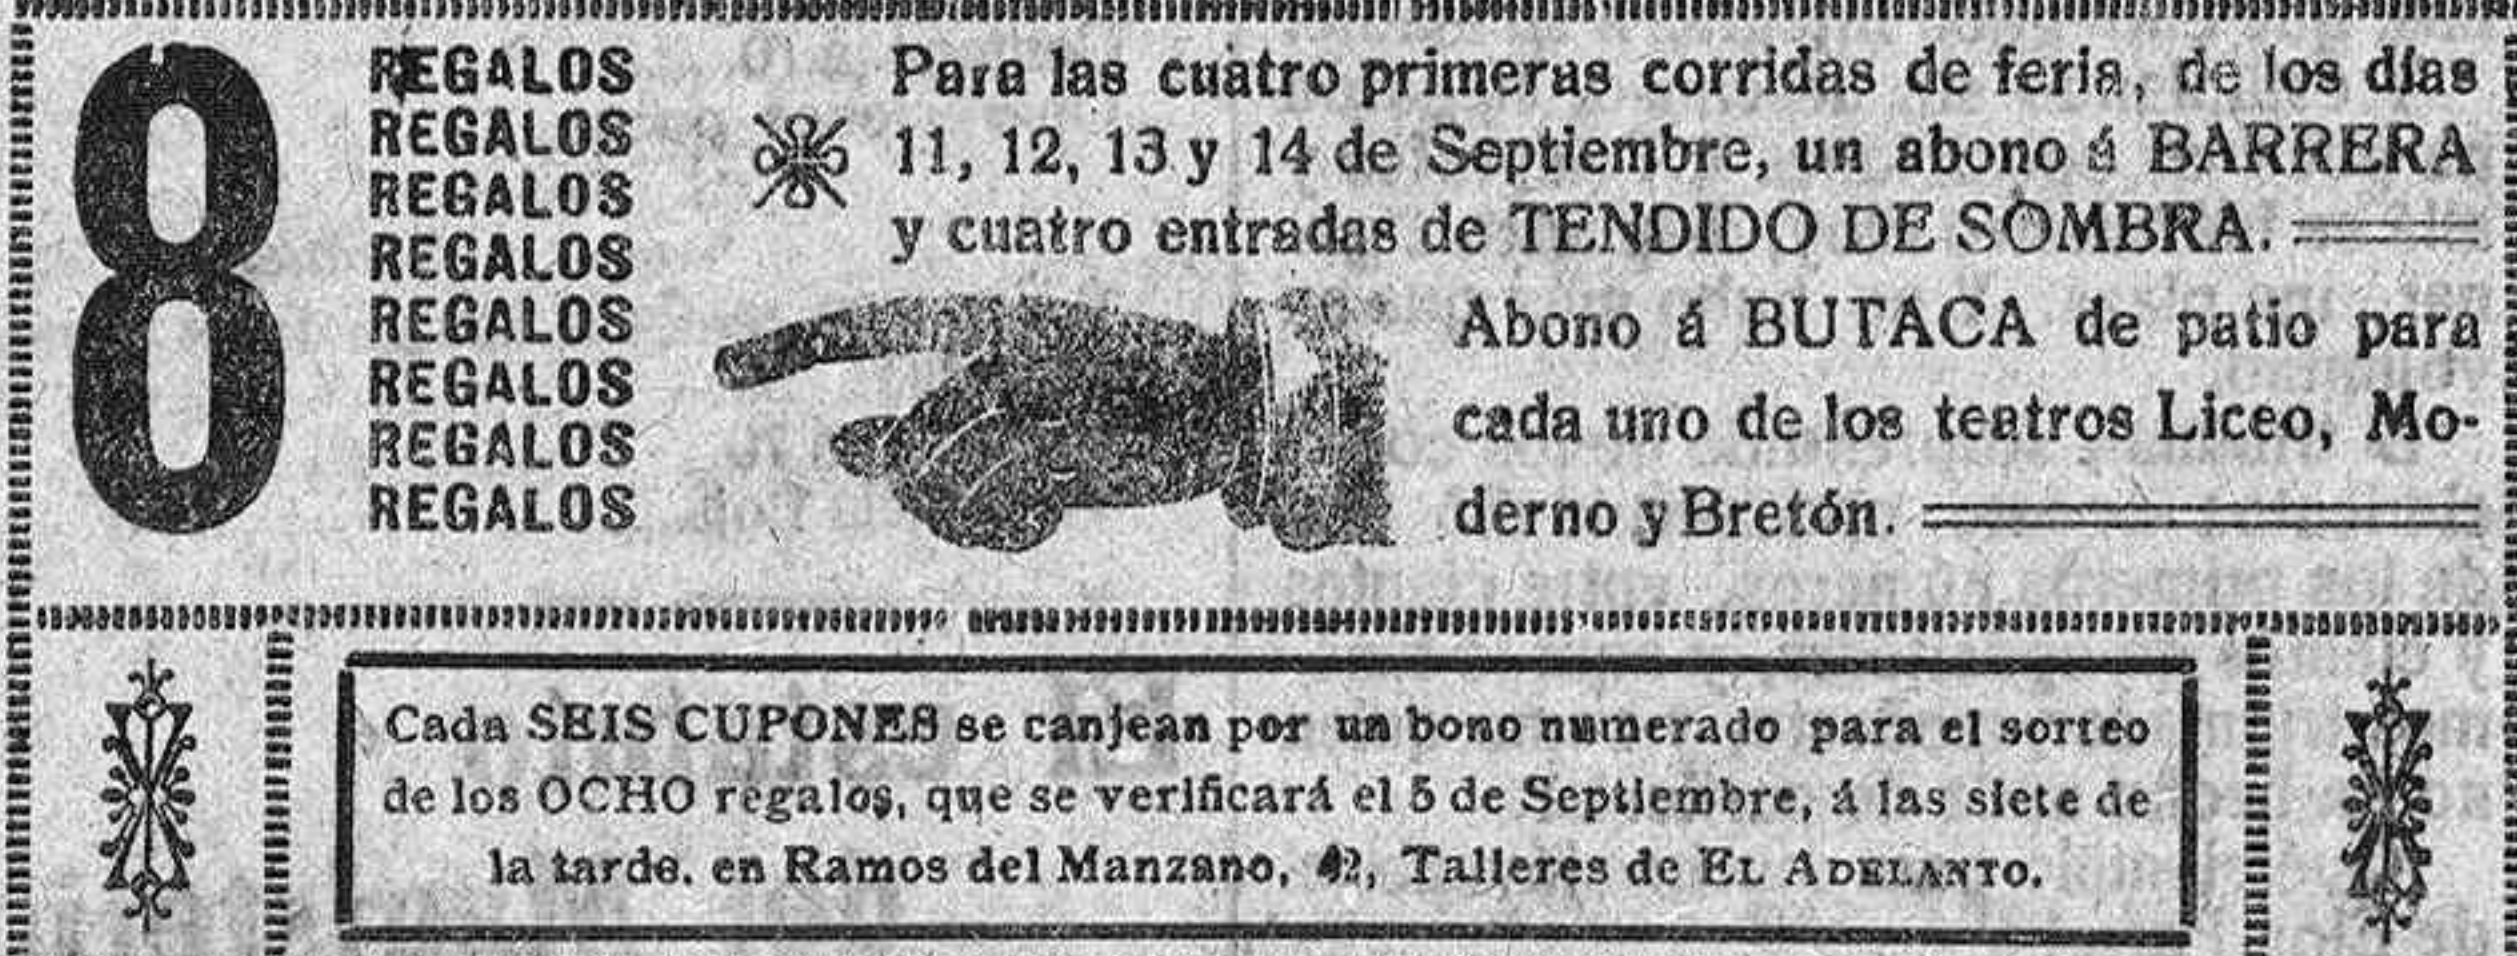 8
REGALOS
REGALOS
REGALOS
REGALOS
REGALOS
REGALOS
REGALOS
REGALOS
Para las cuatro primeras corridas de feria, de los días
11, 12, 13 y 14 de Septiembre, un abono á BARRERA
y cuatro entradas de TENDIDO DE SOMBRA.
Abono á BUTACA de patio para
cada uno de los teatros Liceo, Mo-
derno y Bretón.
Cada SEIS CUPONES se canjean por un bono numerado para el sorteo
de los OCHO regalos, que se verificará el 5 de Septiembre, á las siete de
la tarde. en Ramos del Manzano, 42, Talleres de EL ADELANTO.